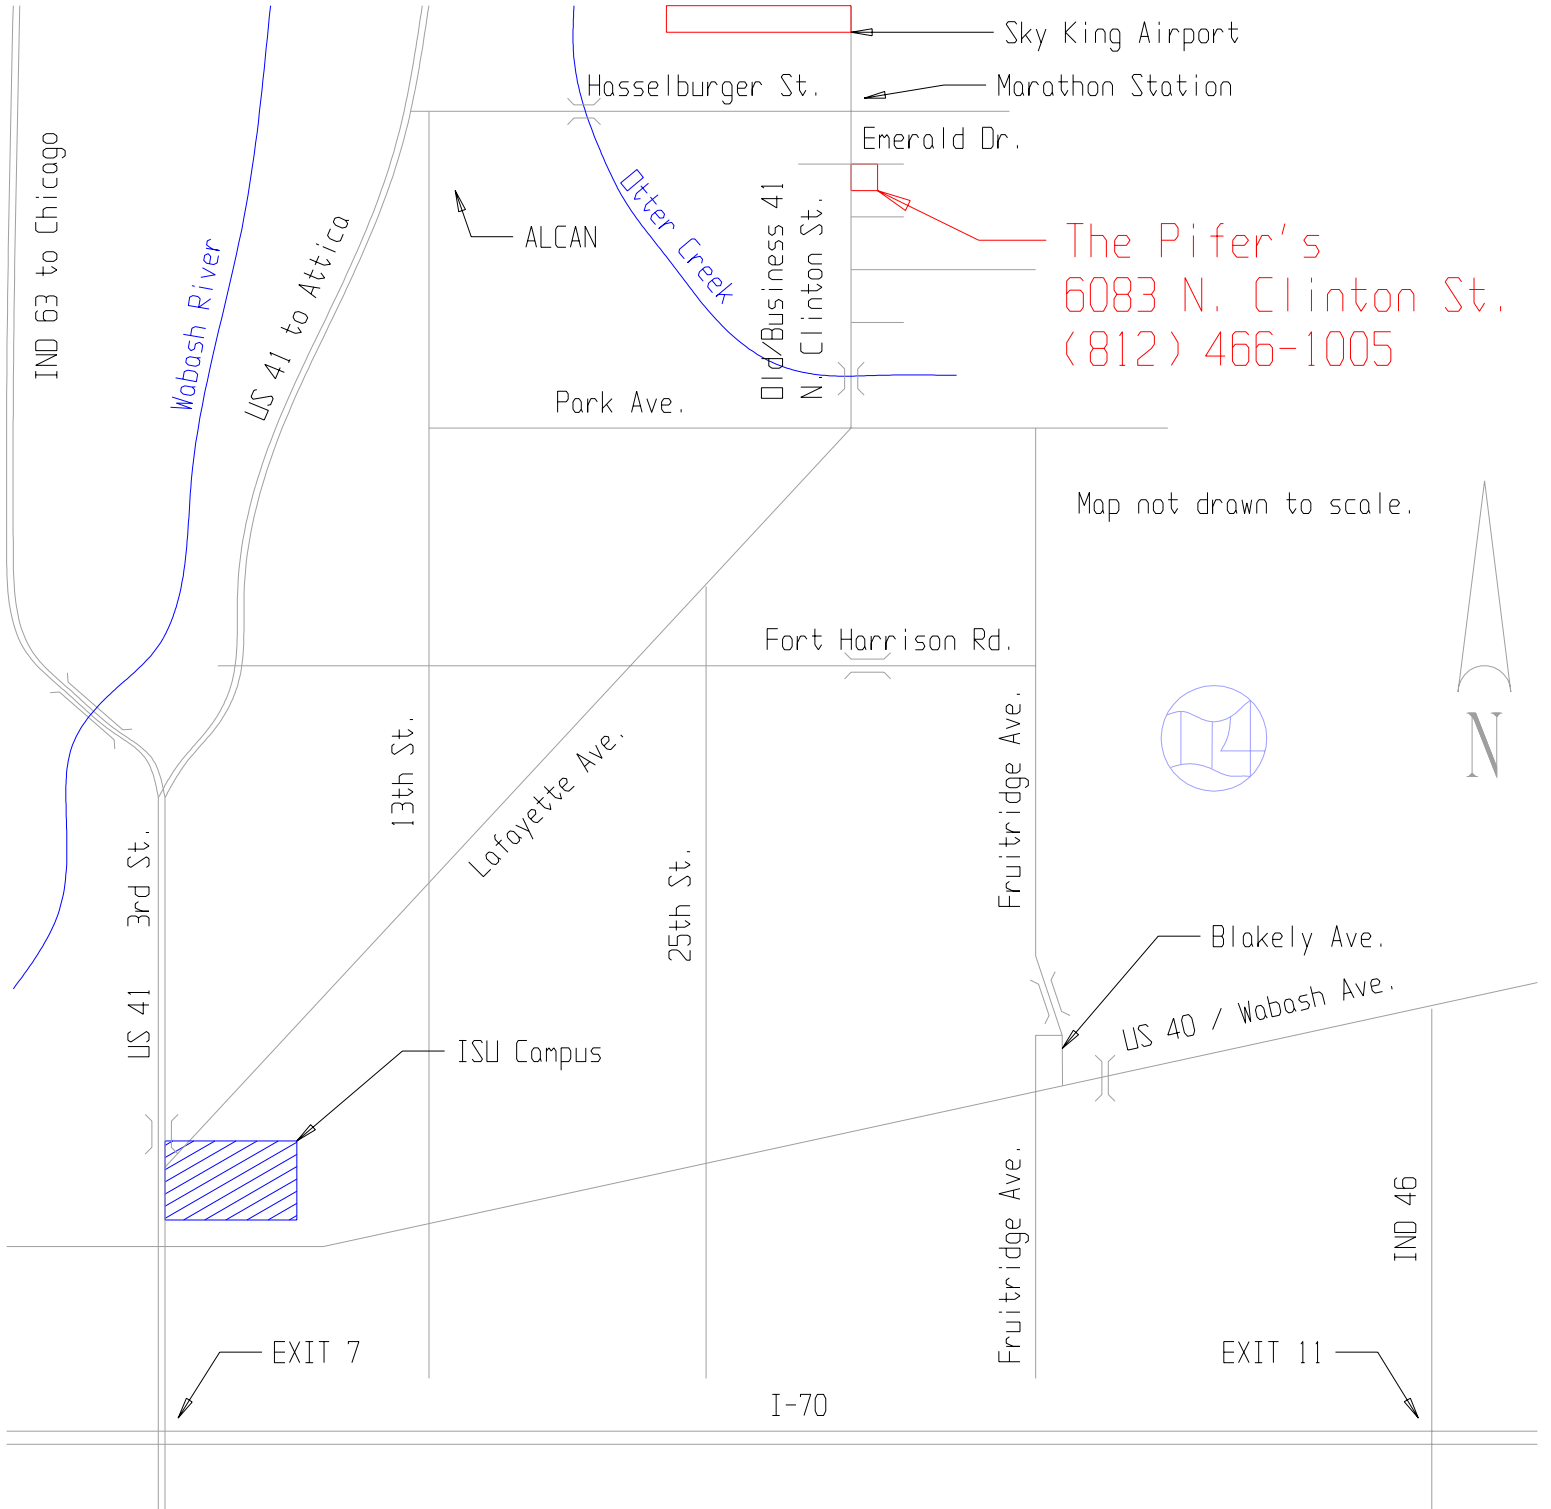 Sky King Airport
Hasselburger St.
Marathon Station
Emerald Dr.
IND 63 to Chicago
Wabash River
US 41 to Attica
ALCAN
Otter Creek
Old/Business 41
N. Clinton St.
The Pifer's
6083 N. Clinton St.
(812) 466-1005
Park Ave.
Map not drawn to scale.
Fort Harrison Rd.
N
13th St.
Lafayette Ave.
Fruitridge Ave.
3rd St.
25th St.
Blakely Ave.
US 40 / Wabash Ave.
US 41
ISU Campus
Fruitridge Ave.
IND 46
EXIT 7
EXIT 11
I-70